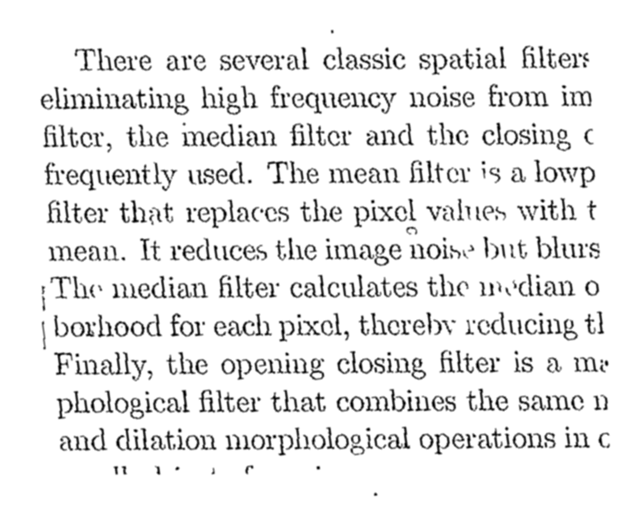 There are several classic spatial filters
eliminating high frequency noise from im
filter, the median filter and the closing
frequently used. The mean filter is a lowp
filter that replaces the pixel values with t
mean. It reduces the image noise but blurs
The median filter calculates the median o
borhood for each pixel, thereby reducing tl
Finally, the opening closing filter is a
phological filter that combines the same n
and dilation morphological operations in